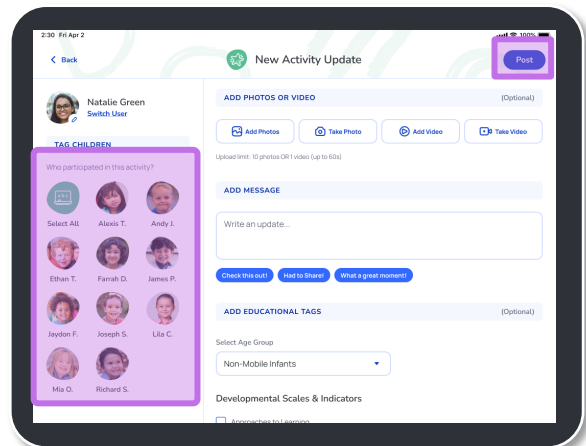 2:30 Fri Apr 2
100%
Back
New Activity Update
Post
Natalie Green
Switch User
TAG CHILDREN
Who participated in this activity?
Select All
Alexis T.
Andy J.
Ethan T.
Farrah D.
James P.
Jaydon F.
Joseph S.
Lila C.
Mia O.
Richard S.
ADD PHOTOS OR VIDEO
(Optional)
Add Photos
Take Photo
Add Video
Take Video
Upload limit: 10 photos OR 1 video (up to 60s)
ADD MESSAGE
Write an update...
Check this out!
Had to Share!
What a great moment!
ADD EDUCATIONAL TAGS
(Optional)
Select Age Group
Non-Mobile Infants
Developmental Scales & Indicators
Approaches to Learning